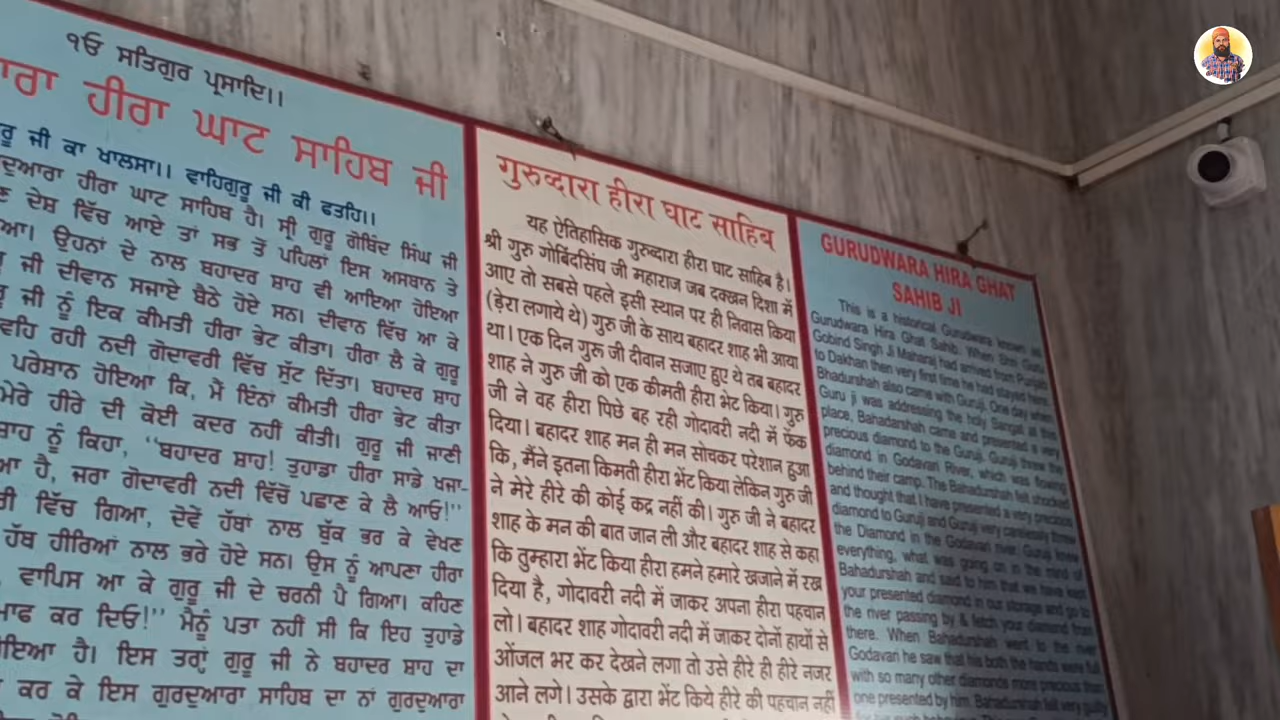 ੧ਓ ਸਤਿਗੁਰ ਪ੍ਰਸਾਦਿ।।
ਹੀਰਾ ਘਾਟ ਸਾਹਿਬ ਜੀ
ਜੀ ਕਾ ਖਾਲਸਾ।। ਵਾਹਿਗੁਰੂ ਜੀ ਕੀ ਫਤਹਿ।।
ਹੀਰਾ ਘਾਟ ਸਾਹਿਬ ਹੈ। ਸ੍ਰੀ ਗੁਰੂ ਗੋਬਿੰਦ ਸਿੰਘ ਜੀ
ਦੇਸ਼ ਵਿੱਚ ਆਏ ਤਾਂ ਸਭ ਤੋਂ ਪਹਿਲਾਂ ਇਸ ਅਸਥਾਨ ਤੇ
ਉਹਨਾਂ ਦੇ ਨਾਲ ਬਹਾਦਰ ਸ਼ਾਹ ਵੀ ਆਇਆ ਹੋਇਆ
ਜੀ ਦੀਵਾਨ ਸਜਾਏ ਬੈਠੇ ਹੋਏ ਸਨ। ਦੀਵਾਨ ਵਿੱਚ ਆ ਕੇ
ਜੀ ਨੂੰ ਇਕ ਕੀਮਤੀ ਹੀਰਾ ਭੇਟ ਕੀਤਾ। ਹੀਰਾ ਲੈ ਕੇ ਗੁਰੂ
ਵਹਿ ਰਹੀ ਨਦੀ ਗੋਦਾਵਰੀ ਵਿੱਚ ਸੁੱਟ ਦਿੱਤਾ। ਬਹਾਦਰ ਸ਼ਾਹ
ਪਰੇਸ਼ਾਨ ਹੋਇਆ ਕਿ, ਮੈਂ ਇੰਨਾਂ ਕੀਮਤੀ ਹੀਰਾ ਭੇਟ ਕੀਤਾ
ਮੇਰੇ ਹੀਰੇ ਦੀ ਕੋਈ ਕਦਰ ਨਹੀਂ ਕੀਤੀ। ਗੁਰੂ ਜੀ ਜਾਣੀ
ਨੂੰ ਕਿਹਾ, ‘‘ਬਹਾਦਰ ਸ਼ਾਹ! ਤੁਹਾਡਾ ਹੀਰਾ ਸਾਡੇ ਖਜਾ-
ਹੈ, ਜਰਾ ਗੋਦਾਵਰੀ ਨਦੀ ਵਿੱਚੋਂ ਪਛਾਣ ਕੇ ਲੈ ਆਓ!’’
ਵਿੱਚ ਗਿਆ, ਦੋਵੇਂ ਹੱਥਾਂ ਨਾਲ ਬੁੱਕ ਭਰ ਕੇ ਵੇਖਣ
ਹੱਥ ਹੀਰਿਆਂ ਨਾਲ ਭਰੇ ਹੋਏ ਸਨ। ਉਸ ਨੂੰ ਆਪਣਾ ਹੀਰਾ
ਵਾਪਿਸ ਆ ਕੇ ਗੁਰੂ ਜੀ ਦੇ ਚਰਨੀ ਪੈ ਗਿਆ। ਕਹਿਣ
ਕਰ ਦਿਓ!’’ ਮੈਨੂੰ ਪਤਾ ਨਹੀਂ ਸੀ ਕਿ ਇਹ ਤੁਹਾਡੇ
ਹੈ। ਇਸ ਤਰ੍ਹਾਂ ਗੁਰੂ ਜੀ ਨੇ ਬਹਾਦਰ ਸ਼ਾਹ ਦਾ
ਕਰ ਕੇ ਇਸ ਗੁਰਦੁਆਰਾ ਸਾਹਿਬ ਦਾ ਨਾਂ ਗੁਰਦੁਆਰਾ
गुरुव्दारा हीरा घाट साहिब
यह ऐतिहासिक गुरुव्दारा हीरा घाट साहिब है।
श्री गुरु गोबिंदसिंघ जी महाराज जब दक्खन दिशा में
आए तो सबसे पहले इसी स्थान पर ही निवास किया
(डे़रा लगाये थे) गुरू जी के साथ बहादर शाह भी आया
था। एक दिन गुरू जी दीवान सजाए हुए थे तब बहादर
शाह ने गुरु जी को एक कीमती हीरा भेंट किया। गुरु
जी ने वह हीरा पिछे बह रही गोदावरी नदी में फेंक
दिया। बहादर शाह मन ही मन सोचकर परेशान हुआ
कि, मैंने इतना किमती हीरा भेंट किया लेकिन गुरु जी
ने मेरे हीरे की कोई कद्र नहीं की। गुरु जी ने बहादर
शाह के मन की बात जान ली और बहादर शाह से कहा
कि तुम्हारा भेंट किया हीरा हमने हमारे खजाने में रख
दिया है, गोदावरी नदी में जाकर अपना हीरा पहचान
लो। बहादर शाह गोदावरी नदी में जाकर दोनों हाथों से
ओंजल भर कर देखने लगा तो उसे हीरे ही हीरे नजर
आने लगे। उसके द्वारा भेंट किये हीरे की पहचान नहीं
GURUDWARA HIRA GHAT
SAHIB JI
This is a historical Gurudwara known as
Gurudwara Hira Ghat Sahib. When Shri Guru
Gobind Singh Ji Maharaj had arrived from Punjab
to Dakhan then very first time he had stayed here.
Bhadurshah also came with Guruji. One day when
Guru ji was addressing the holy Sangat at this
place, Bahadarshah came and presented a very
precious diamond to the Guruji. Guruji threw the
diamond in Godavari River, which was flowing
behind their camp. The Bahadurshah felt shocked
and thought that I have presented a very precious
diamond to Guruji and Guruji very carelessly threw
the Diamond in the Godavari river. Guruji knew
everything, what was going on in the mind of
Bahadurshah and said to him that we have kept
your presented diamond in our storage and go to
the river passing by & fetch your diamond from
there. When Bahadurshah went to the river
Godavari he saw that his both the hands were full
with so many other diamonds more precious than
one presented by him. Bahadurshah felt very guilty